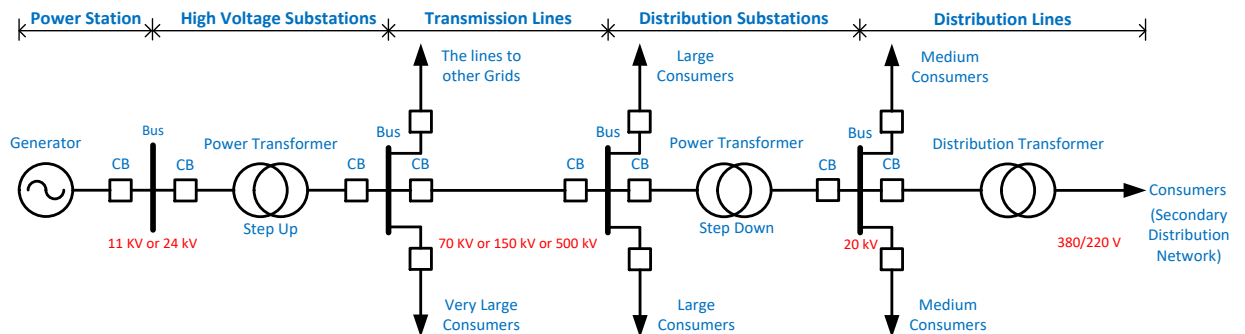 Power Station
High Voltage Substations
Transmission Lines
Distribution Substations
Distribution Lines
The lines to
other Grids
Large
Consumers
Medium
Consumers
Generator
CB
Bus
CB
Power Transformer
Step Up
CB
Bus
CB
CB
Bus
CB
Power Transformer
Step Down
CB
Bus
CB
Distribution Transformer
Consumers
(Secondary
Distribution
Network)
11 KV or 24 kV
70 KV or 150 kV or 500 kV
20 kV
380/220 V
Very Large
Consumers
Large
Consumers
Medium
Consumers